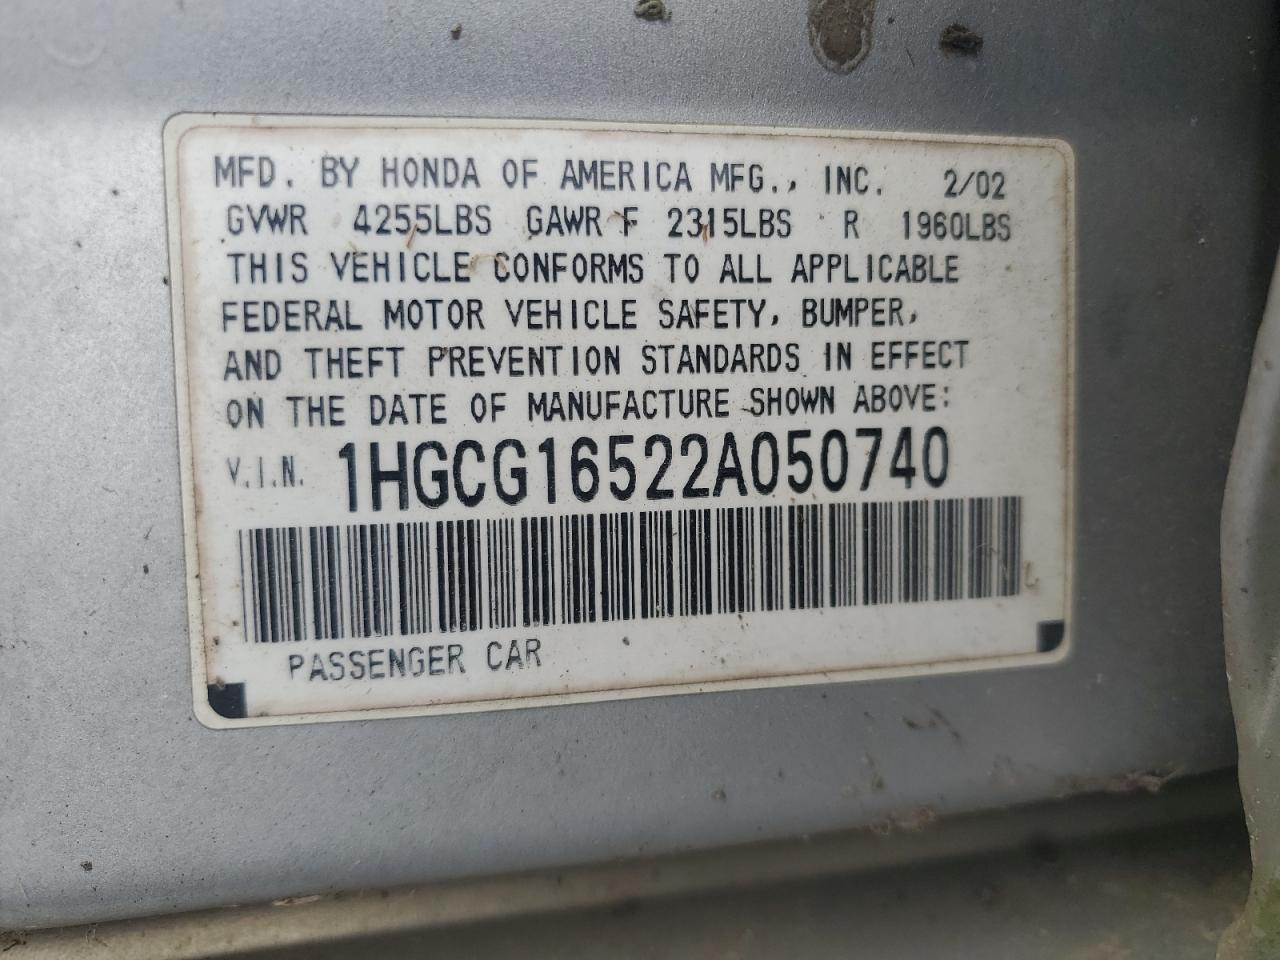 MFD. BY HONDA OF AMERICA MFG., INC. 2/02
GVWR 4255LBS GAWR F 2315LBS R 1960LBS
THIS VEHICLE CONFORMS TO ALL APPLICABLE
FEDERAL MOTOR VEHICLE SAFETY, BUMPER,
AND THEFT PREVENTION STANDARDS IN EFFECT
ON THE DATE OF MANUFACTURE SHOWN ABOVE:
V.I.N. 1HGCG16522A050740
PASSENGER CAR